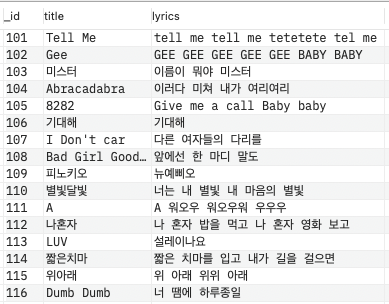 _id title lyrics
101 Tell Me tell me tell me tetetete tel me
102 Gee GEE GEE GEE GEE GEE BABY BABY
103 미스터 이름이 뭐야 미스터
104 Abracadabra 이러다 미쳐 내가 여리여리
105 8282 Give me a call Baby baby
106 기대해 기대해
107 I Don't car 다른 여자들의 다리를
108 Bad Girl Good… 앞에선 한 마디 말도
109 피노키오 뉴예삐오
110 별빛달빛 너는 내 별빛 내 마음의 별빛
111 A A 워오우 워오우워 우우우
112 나혼자 나 혼자 밥을 먹고 나 혼자 영화 보고
113 LUV 설레이나요
114 짧은치마 짧은 치마를 입고 내가 길을 걸으면
115 위아래 위 아래 위위 아래
116 Dumb Dumb 너 땜에 하루종일